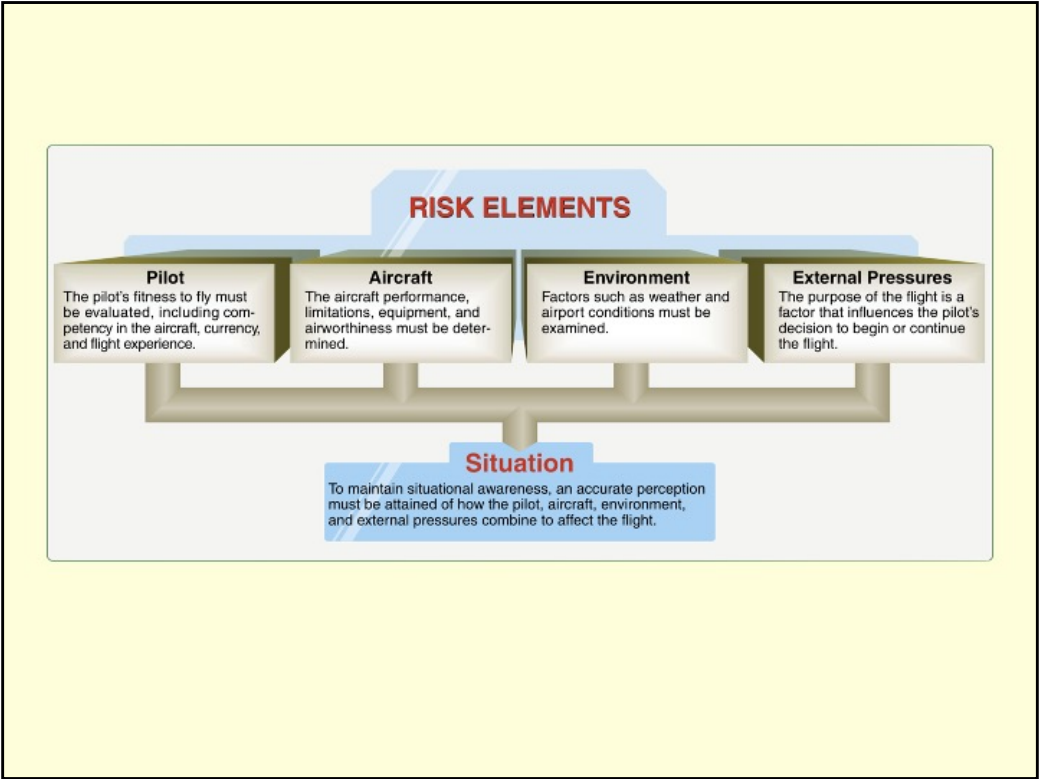 RISK ELEMENTS
Pilot
The pilot's fitness to fly must
be evaluated, including com-
petency in the aircraft, currency,
and flight experience.
Aircraft
The aircraft performance,
limitations, equipment, and
airworthiness must be deter-
mined.
Environment
Factors such as weather and
airport conditions must be
examined.
External Pressures
The purpose of the flight is a
factor that influences the pilot's
decision to begin or continue
the flight.
Situation
To maintain situational awareness, an accurate perception
must be attained of how the pilot, aircraft, environment,
and external pressures combine to affect the flight.